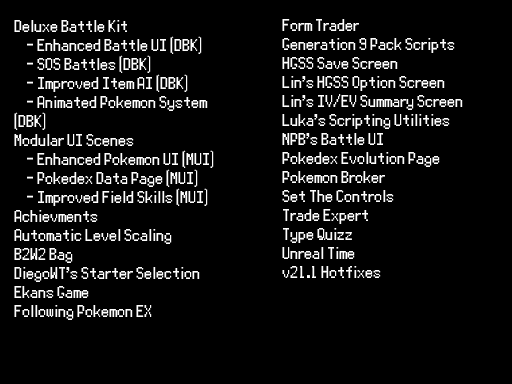 Deluxe Battle Kit
- Enhanced Battle UI [DBK]
- SOS Battles [DBK]
- Improved Item AI [DBK]
- Animated Pokemon System
[DBK]
Modular UI Scenes
- Enhanced Pokemon UI [MUI]
- Pokedex Data Page [MUI]
- Improved Field Skills [MUI]
Achievments
Automatic Level Scaling
B2W2 Bag
DiegoWT's Starter Selection
Ekans Game
Following Pokemon EX
Form Trader
Generation 9 Pack Scripts
HGSS Save Screen
Lin's HGSS Option Screen
Lin's IV/EV Summary Screen
Luka's Scripting Utilities
NPB's Battle UI
Pokedex Evolution Page
Pokemon Broker
Set The Controls
Trade Expert
Type Quizz
Unreal Time
v21.1 Hotfixes